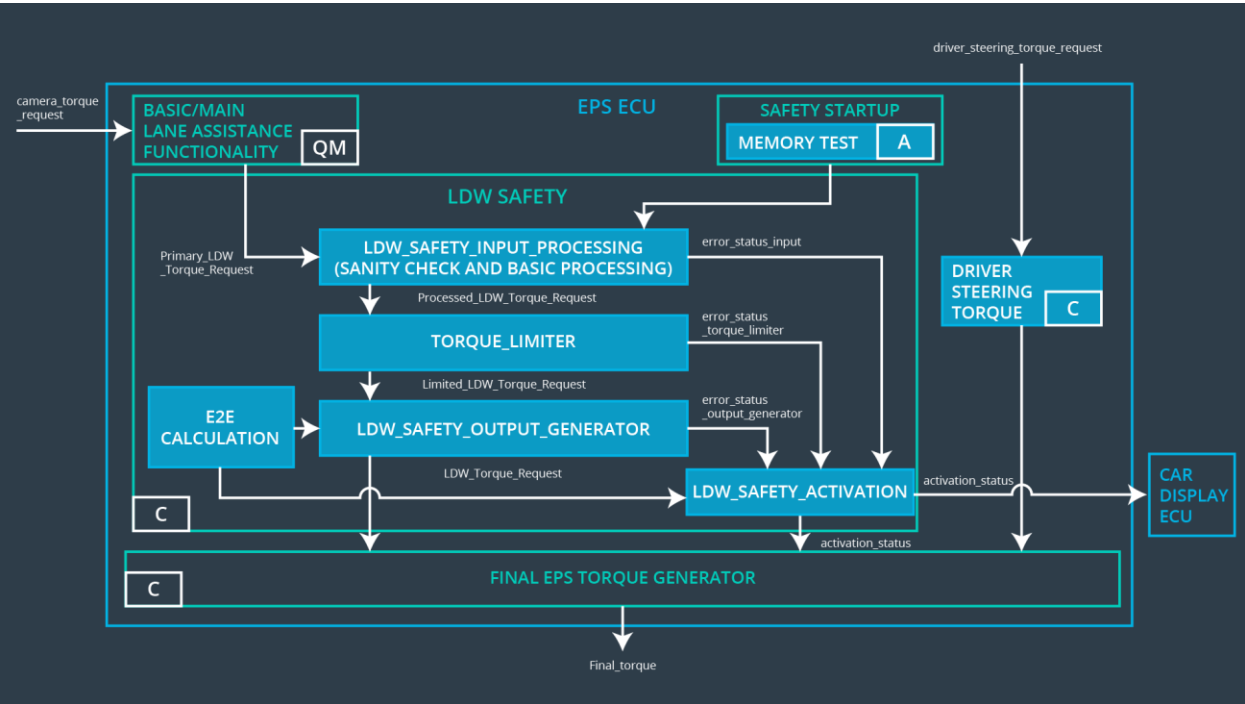 driver_steering_torque_request
camera_torque
_request
EPS ECU
BASIC/MAIN
LANE ASSISTANCE
FUNCTIONALITY
QM
SAFETY STARTUP
MEMORY TEST
A
LDW SAFETY
Primary_LDW
_Torque_Request
LDW_SAFETY_INPUT_PROCESSING
(SANITY CHECK AND BASIC PROCESSING)
error_status_input
DRIVER
STEERING
TORQUE
C
Processed_LDW_Torque_Request
TORQUE_LIMITER
error_status
_torque_limiter
Limited_LDW_Torque_Request
E2E
CALCULATION
LDW_SAFETY_OUTPUT_GENERATOR
error_status
_output_generator
LDW_Torque_Request
LDW_SAFETY_ACTIVATION
activation_status
CAR
DISPLAY
ECU
C
activation_status
FINAL EPS TORQUE GENERATOR
C
Final_torque